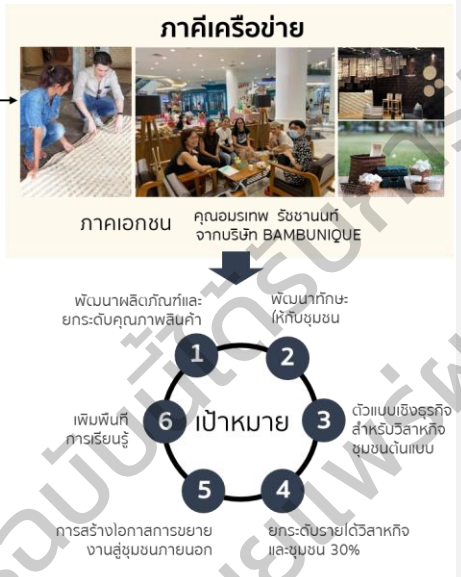 ภาคีเครือข่าย
ภาคเอกชน
คุณอมรเทพ รัชชานนท์
จากบริษัท BAMBUNIQUE
พัฒนาผลิตภัณฑ์และ
ยกระดับคุณภาพสินค้า
พัฒนาทักษะ
ให้กับชุมชน
1
2
เพิ่มพื้นที่
การเรียนรู้
6
เป้าหมาย
3
ตัวแบบเชิงธุรกิจ
สำหรับวิสาหกิจ
ชุมชนต้นแบบ
5
4
การสร้างโอกาสการขยาย
งานสู่ชุมชนภายนอก
ยกระดับรายได้วิสาหกิจ
และชุมชน 30%